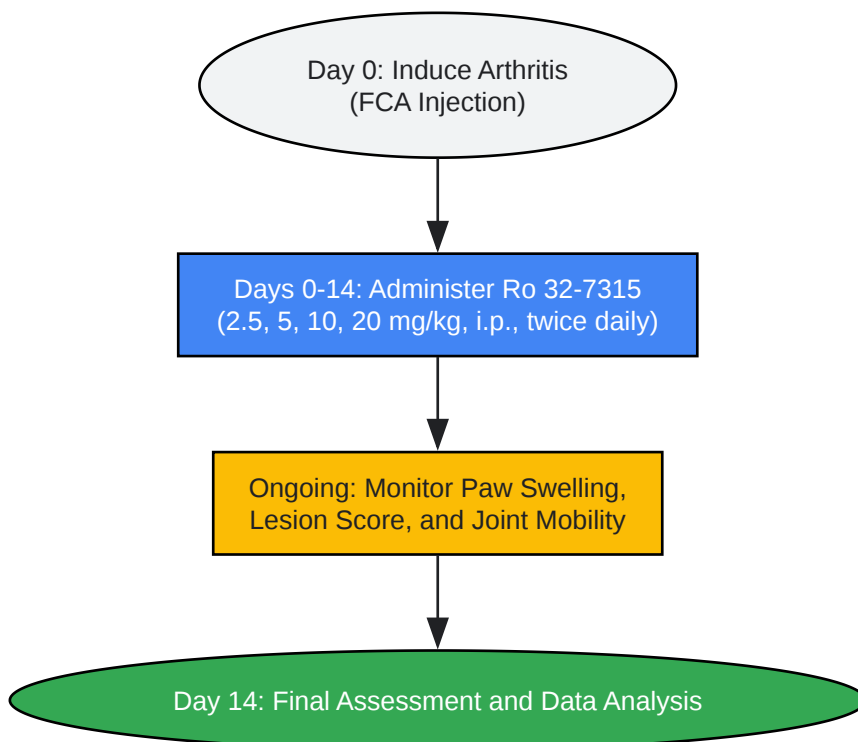 Day 0: Induce Arthritis
(FCA Injection)
Days 0-14: Administer Ro 32-7315
(2.5, 5, 10, 20 mg/kg, i.p., twice daily)
Ongoing: Monitor Paw Swelling,
Lesion Score, and Joint Mobility
Day 14: Final Assessment and Data Analysis